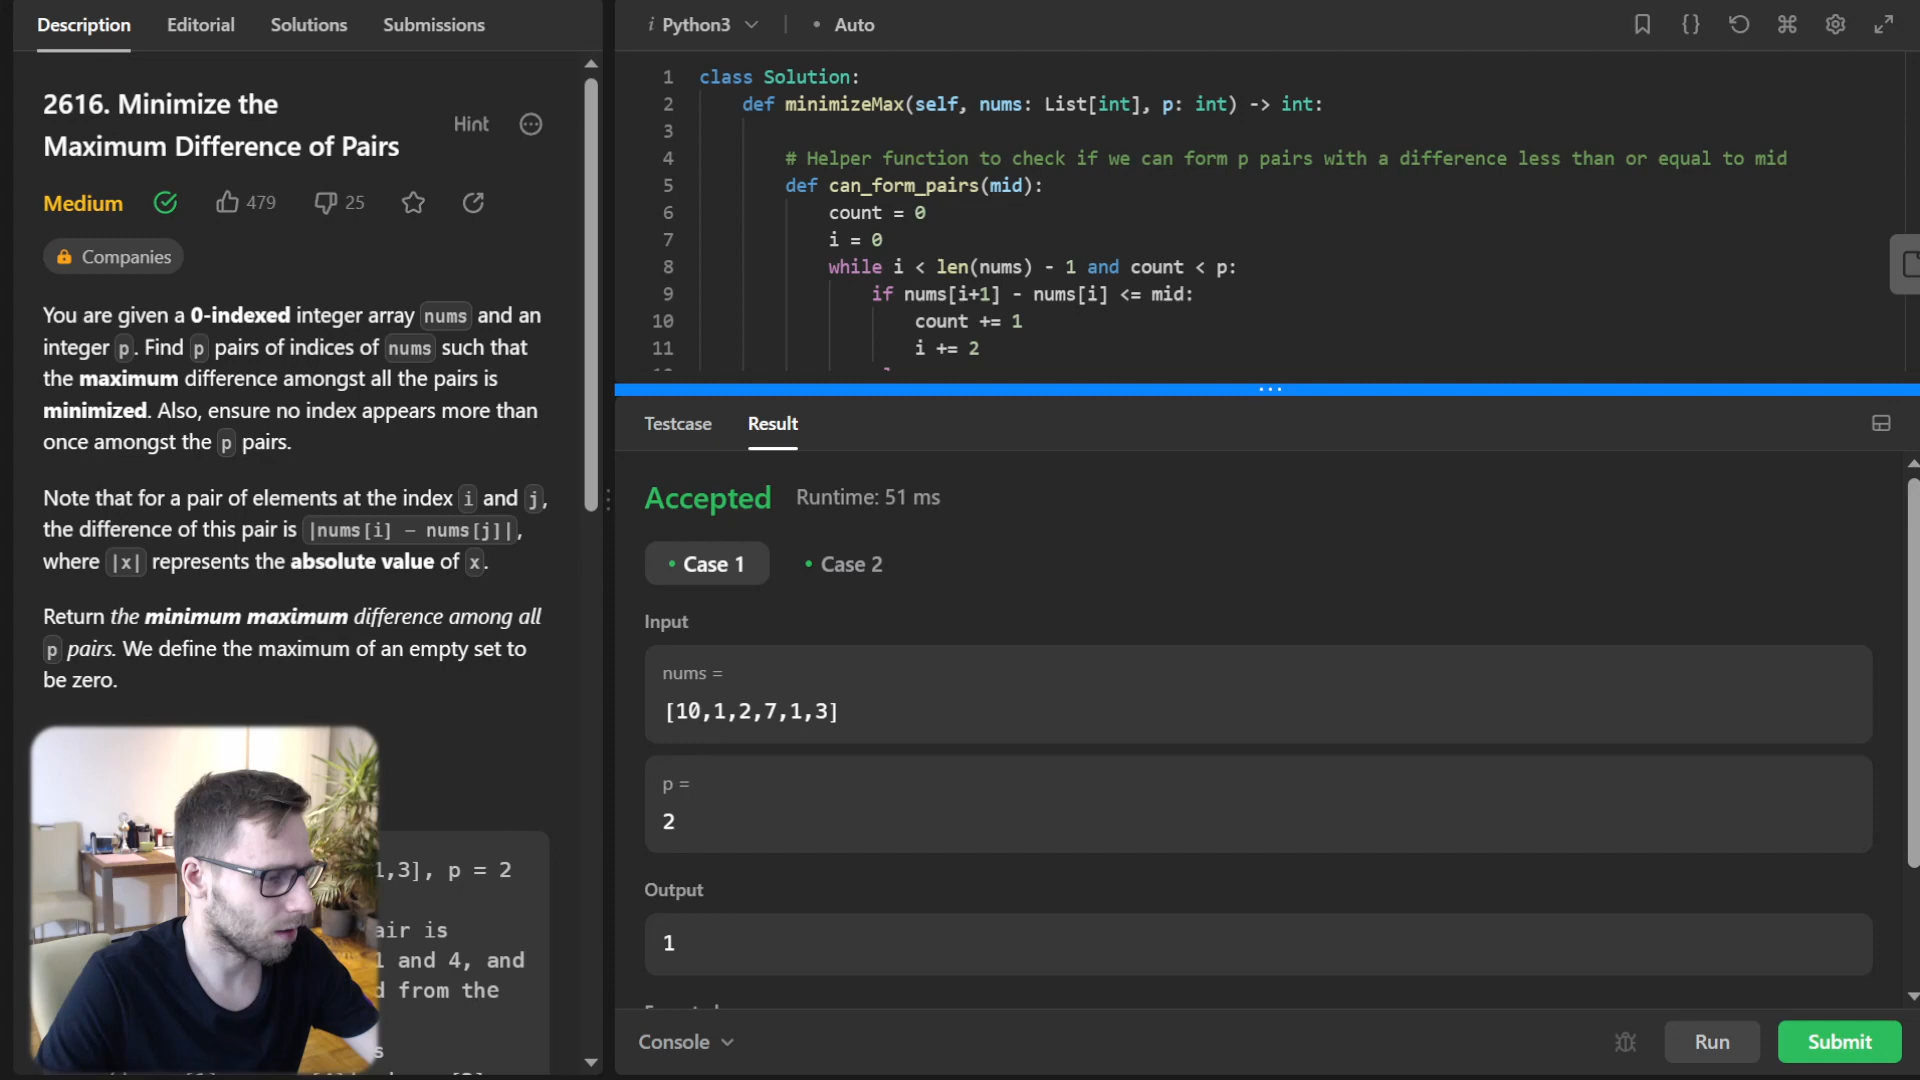 Description Editorial Solutions Submissions
2616. Minimize the
Maximum Difference of Pairs
Hint
Medium 479 25
Companies
You are given a 0-indexed integer array nums and an
integer p. Find p pairs of indices of nums such that
the maximum difference amongst all the pairs is
minimized. Also, ensure no index appears more than
once amongst the p pairs.
Note that for a pair of elements at the index i and j,
the difference of this pair is |nums[i] - nums[j]|,
where |x| represents the absolute value of x.
Return the minimum maximum difference among all
p pairs. We define the maximum of an empty set to
be zero.
1,3], p = 2
air is
1 and 4, and
d from the
s
i Python3 • Auto
1 class Solution:
2 def minimizeMax(self, nums: List[int], p: int) -> int:
3
4 # Helper function to check if we can form p pairs with a difference less than or equal to mid
5 def can_form_pairs(mid):
6 count = 0
7 i = 0
8 while i < len(nums) - 1 and count < p:
9 if nums[i+1] - nums[i] <= mid:
10 count += 1
11 i += 2
Testcase Result
Accepted Runtime: 51 ms
• Case 1 • Case 2
Input
nums =
[10,1,2,7,1,3]
p =
2
Output
1
Console Run Submit